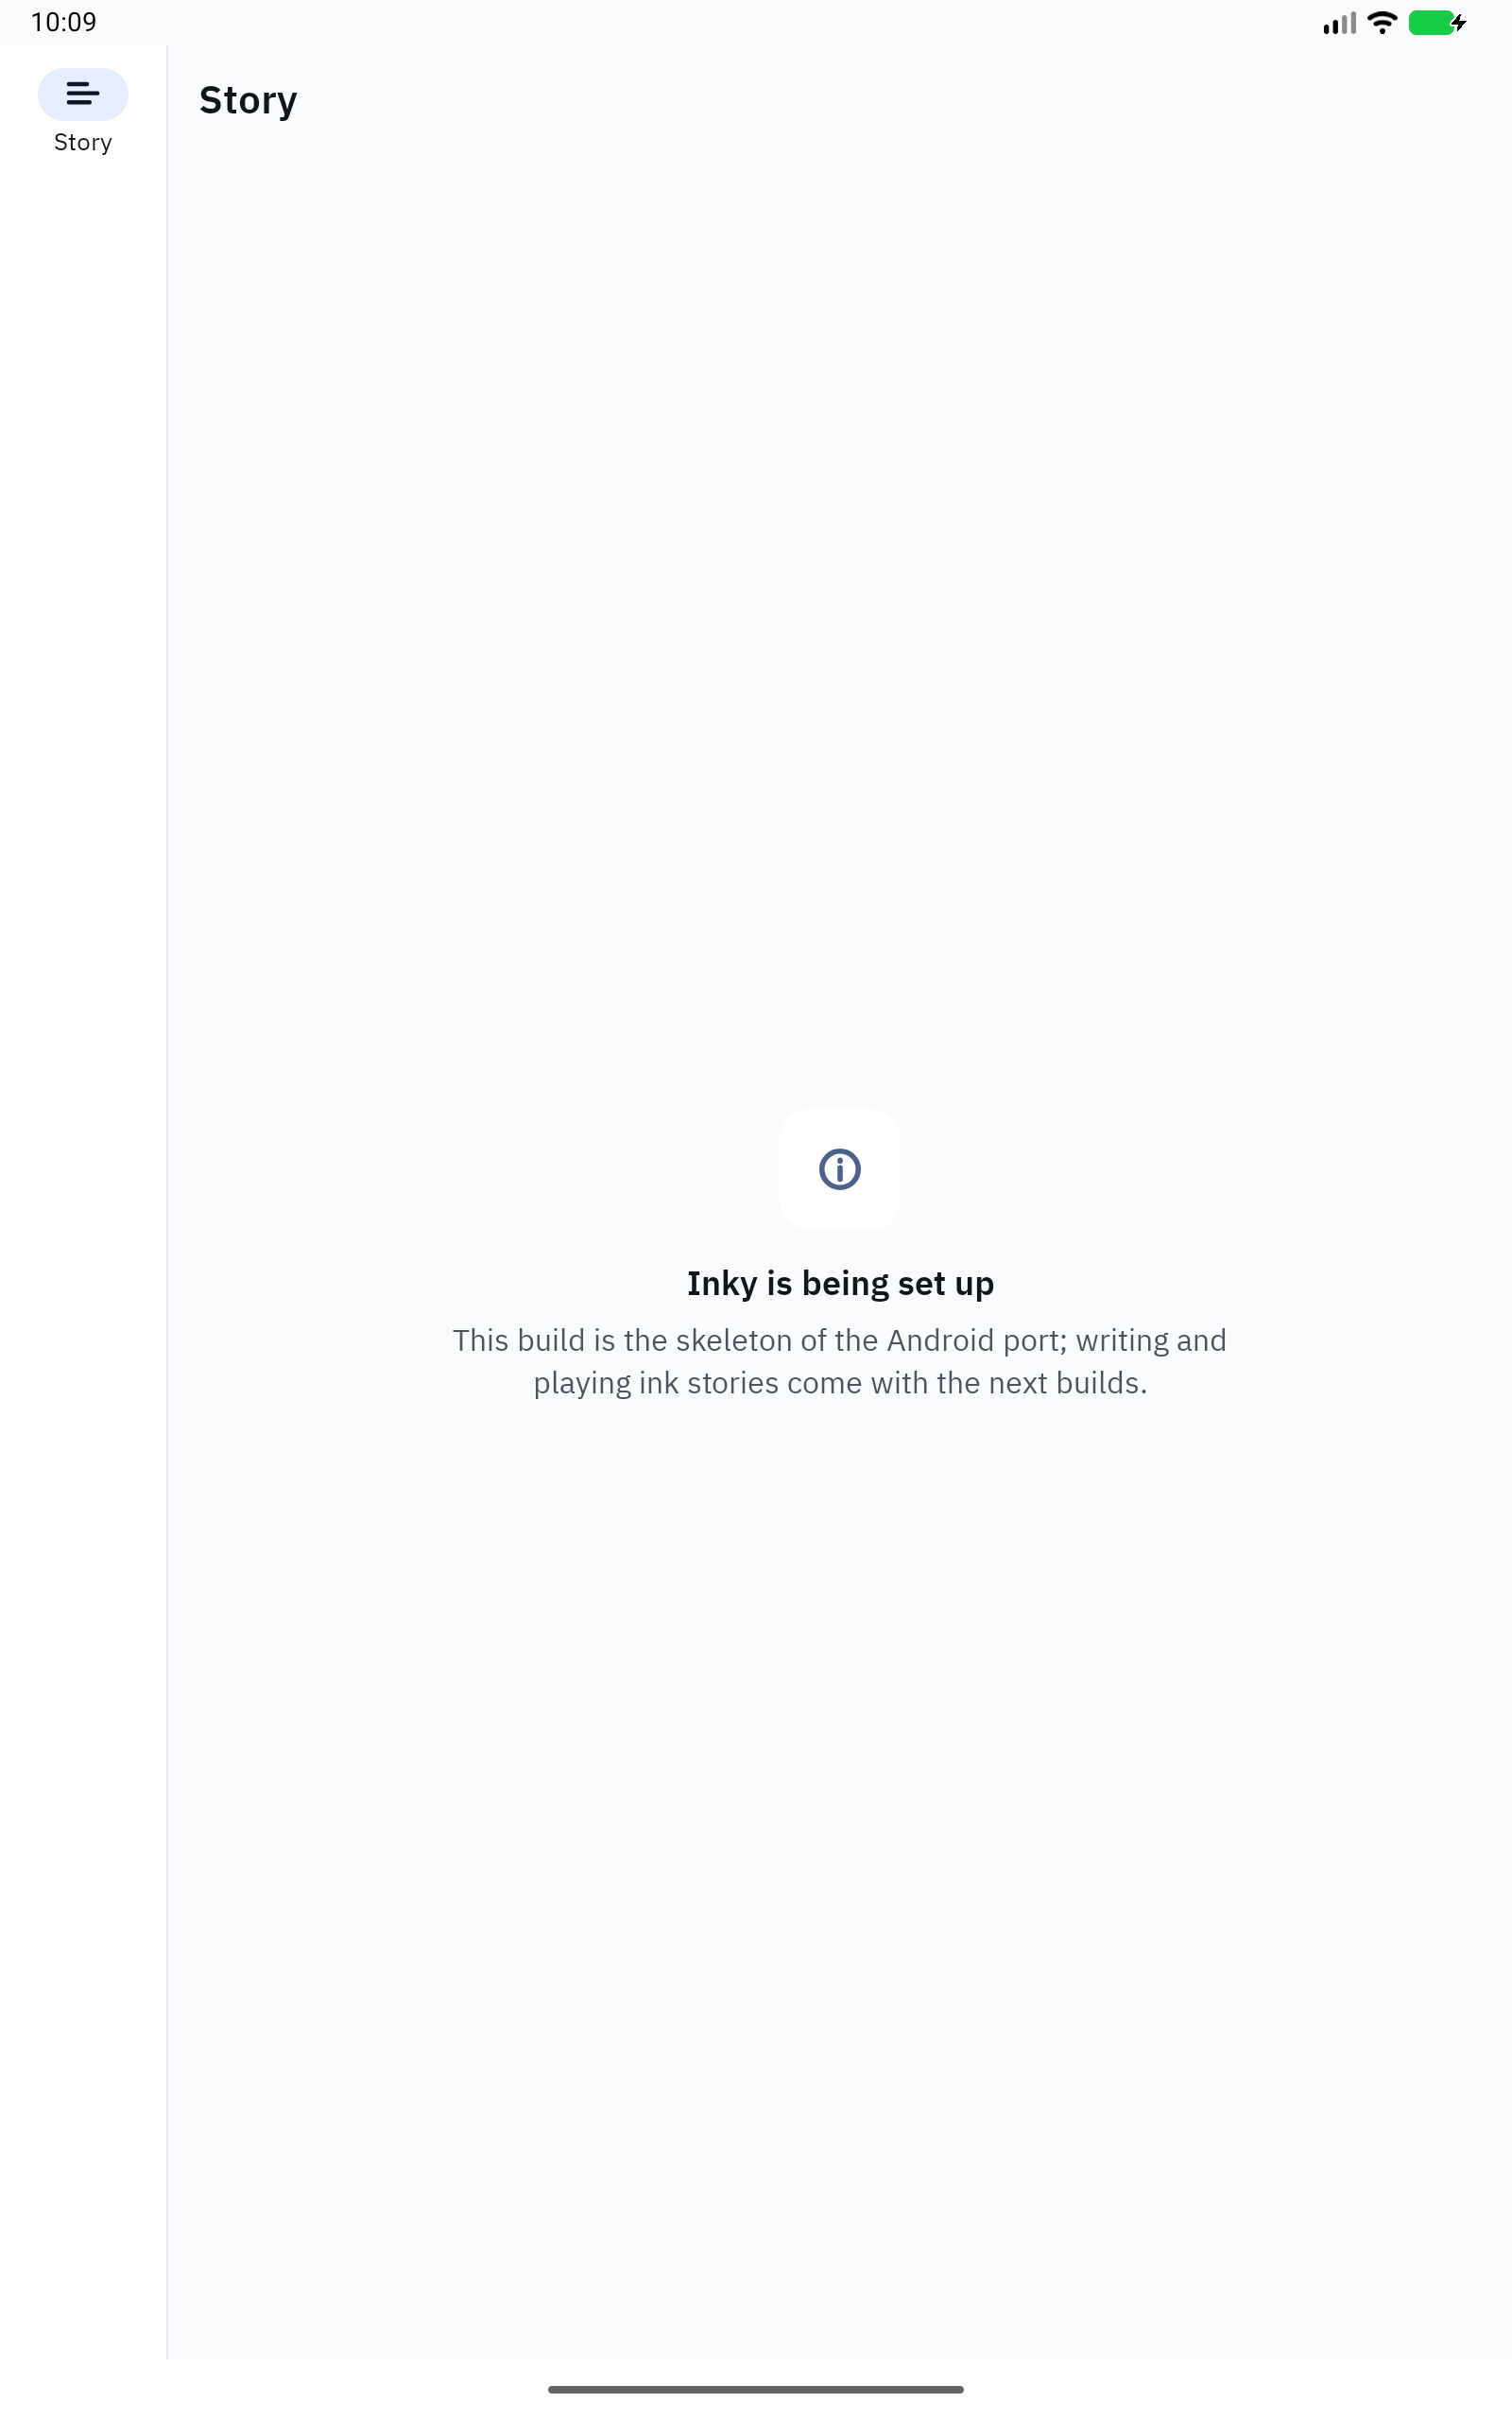 10:09
Story
Story
Inky is being set up
This build is the skeleton of the Android port; writing and
playing ink stories come with the next builds.